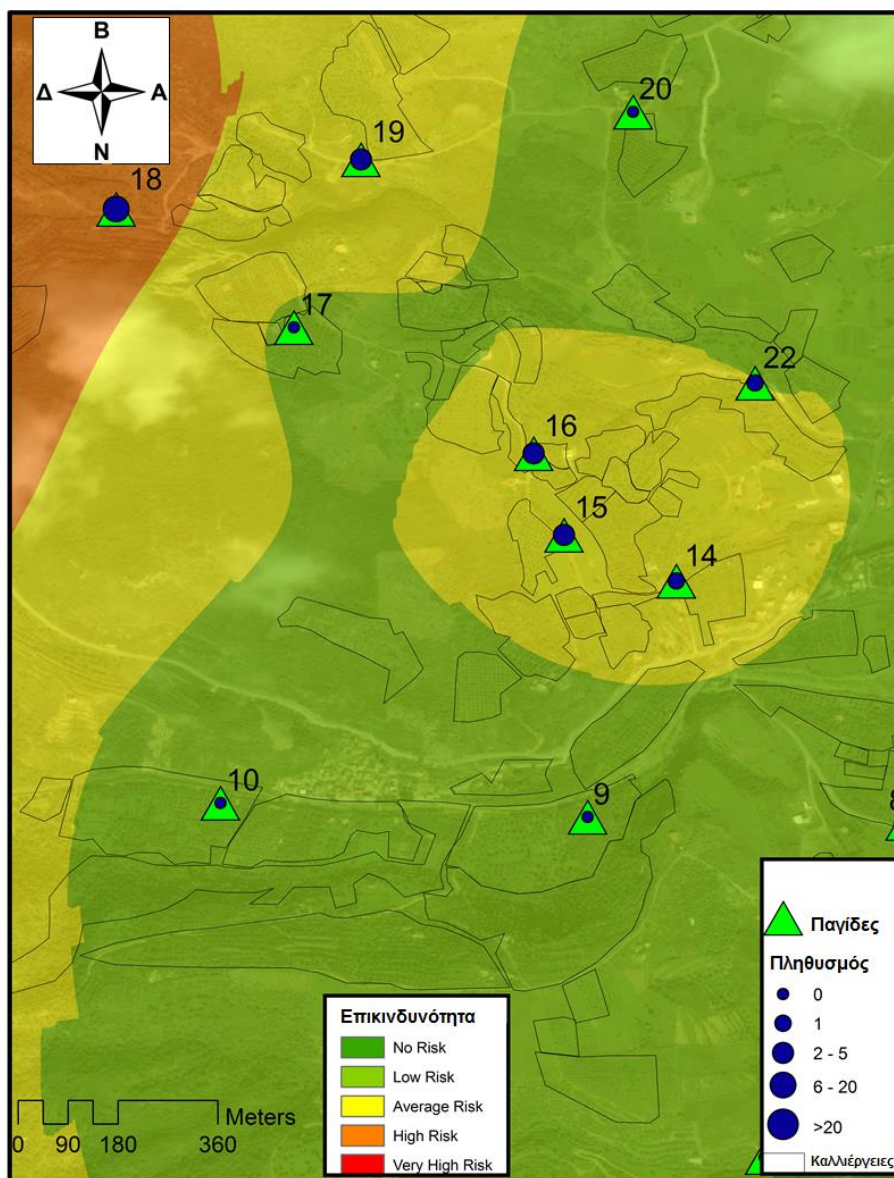 Β
Δ Α
Ν
20
19
18
17
22
16
15
14
10
9
8
Παγίδες
Πληθυσμός
0
1
2 - 5
6 - 20
>20
Καλλιέργειες
Επικινδυνότητα
No Risk
Low Risk
Average Risk
High Risk
Very High Risk
Meters
0 90 180 360